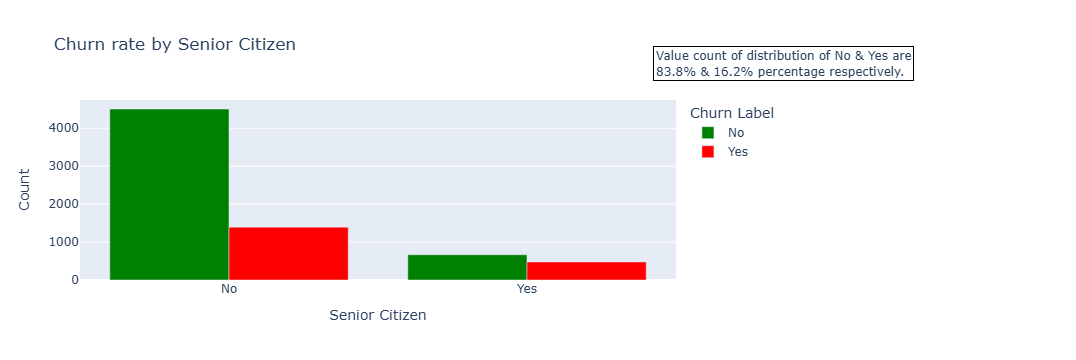 Churn rate by Senior Citizen
Value count of distribution of No & Yes are
83.8% & 16.2% percentage respectively.
Churn Label
No
Yes
Count
4000
3000
2000
1000
0
No
Yes
Senior Citizen